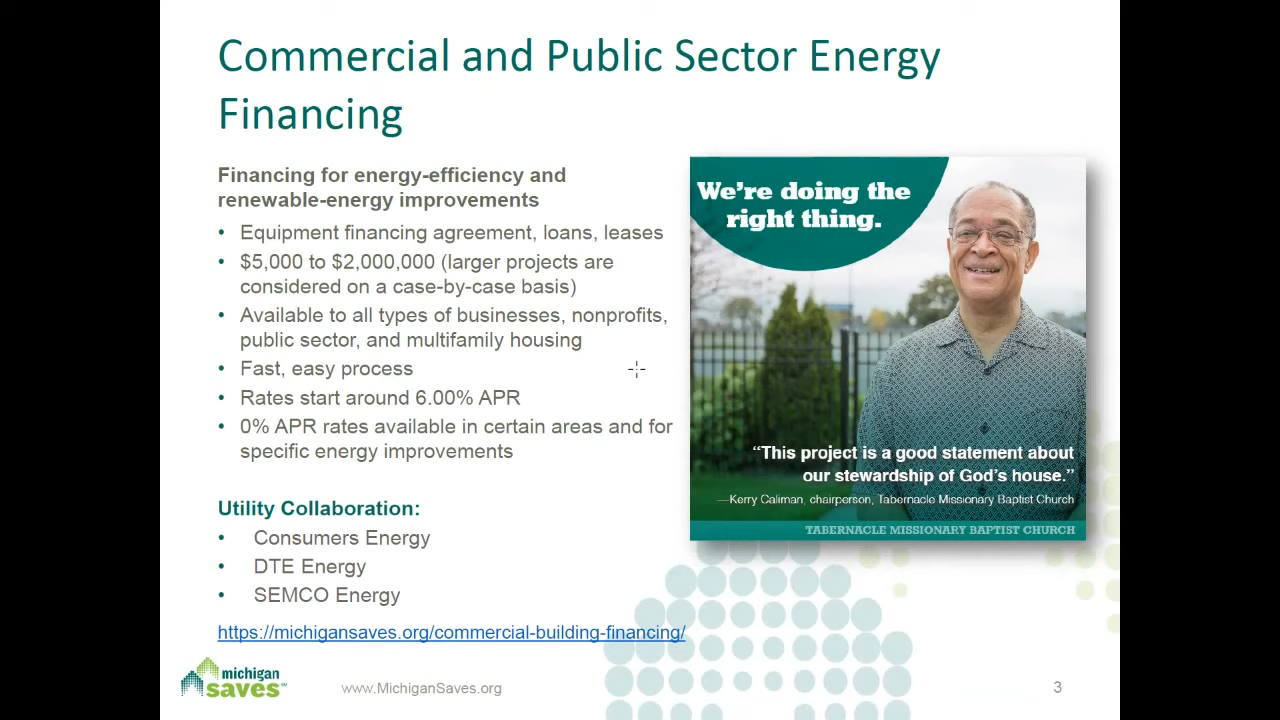 Commercial and Public Sector Energy
Financing
Financing for energy-efficiency and
renewable-energy improvements
• Equipment financing agreement, loans, leases
• $5,000 to $2,000,000 (larger projects are
considered on a case-by-case basis)
• Available to all types of businesses, nonprofits,
public sector, and multifamily housing
• Fast, easy process
• Rates start around 6.00% APR
• 0% APR rates available in certain areas and for
specific energy improvements
Utility Collaboration:
• Consumers Energy
• DTE Energy
• SEMCO Energy
https://michigansaves.org/commercial-building-financing/
We're doing the
right thing.
“This project is a good statement about
our stewardship of God's house.”
—Kerry Caliman, chairperson, Tabernacle Missionary Baptist Church
TABERNACLE MISSIONARY BAPTIST CHURCH
michigan
saves℠
www.MichiganSaves.org
3